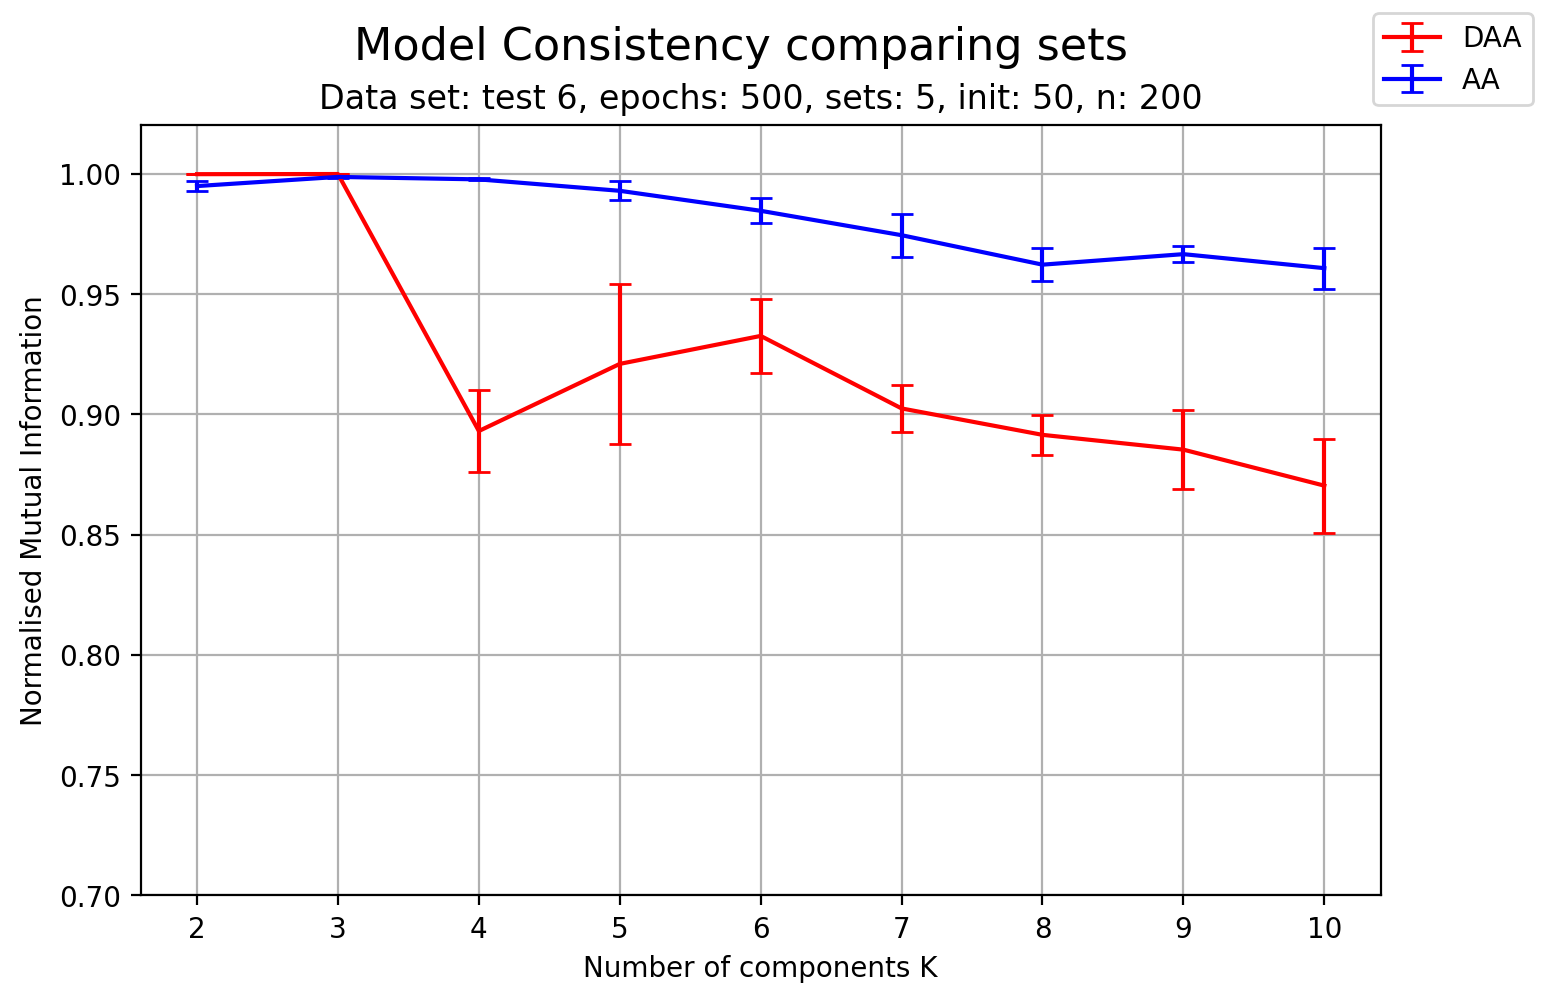 Model Consistency comparing sets
Data set: test 6, epochs: 500, sets: 5, init: 50, n: 200
DAA
AA
Normalised Mutual Information
1.00
0.95
0.90
0.85
0.80
0.75
0.70
2 3 4 5 6 7 8 9 10
Number of components K